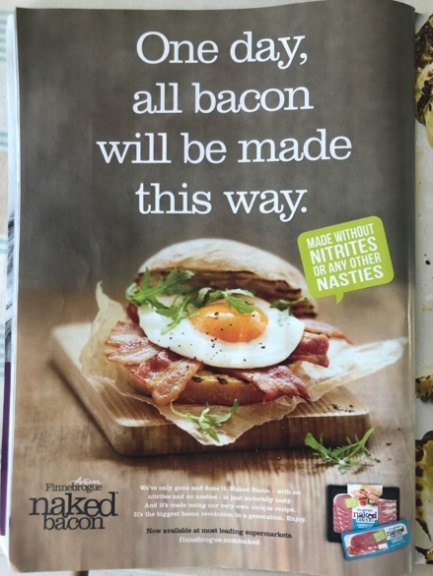 One day,
all bacon
will be made
this way.
MADE WITHOUT
NITRITES
OR ANY OTHER
NASTIES
Artisan
Finnebrogue
naked
bacon
We've only gone and done it. Naked Bacon - with no
nitrites and no nasties - is just naturally tasty.
And it's made using our very own unique recipe.
It's the biggest bacon revolution in a generation. Enjoy.
Now available at most leading supermarkets.
finnebrogue.com/naked
naked
bacon